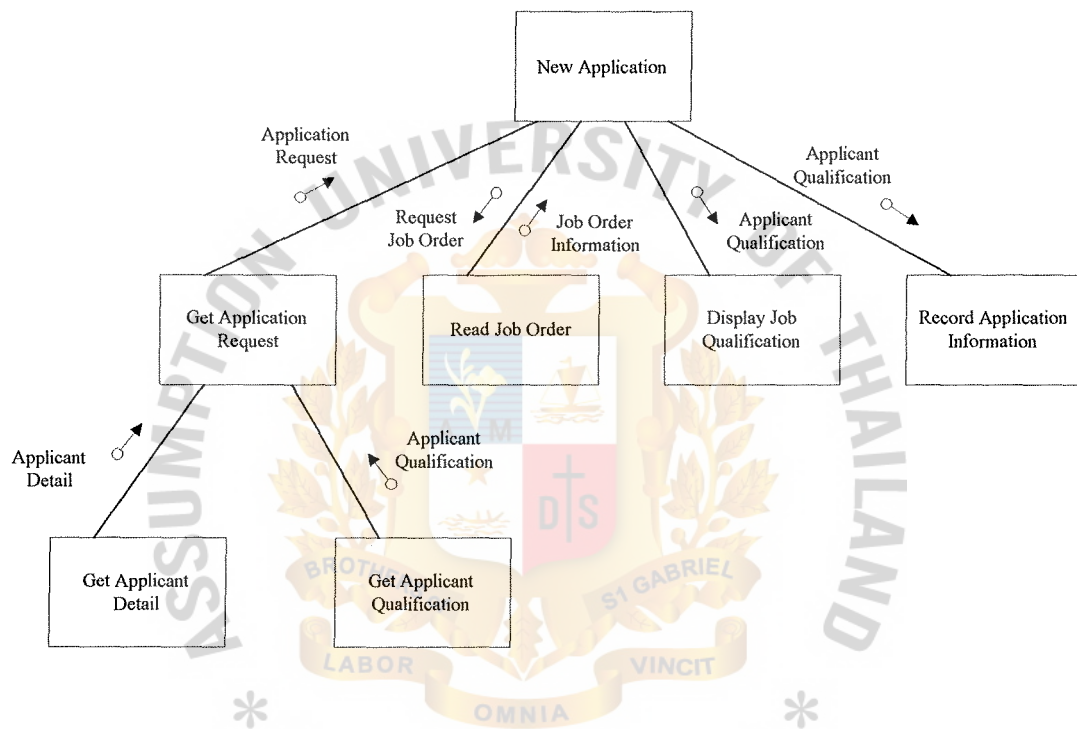 New Application
Application
Request
Applicant
Qualification
Request
Job Order
Job Order
Information
Applicant
Qualification
Get Application
Request
Read Job Order
Display Job
Qualification
Record Application
Information
Applicant
Detail
Applicant
Qualification
Get Applicant
Detail
Get Applicant
Qualification
ASSUMPTION UNIVERSITY OF THAILAND
A M
D S
S1 GABRIEL
LABOR
VINCIT
OMNIA